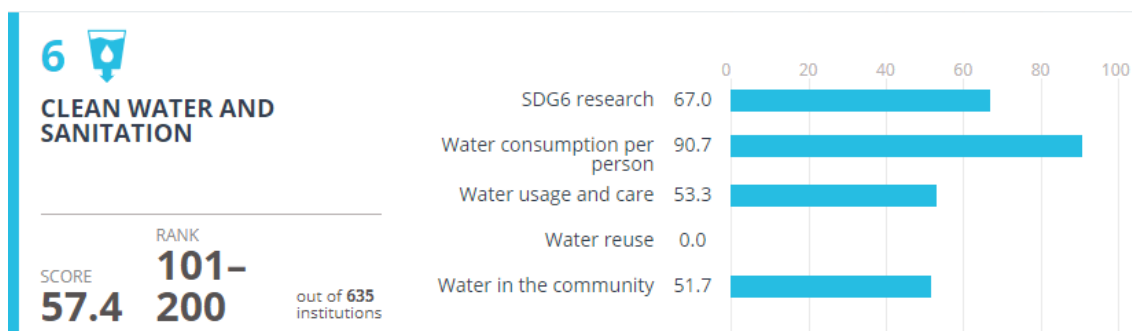 6
CLEAN WATER AND
SANITATION
SCORE
57.4
RANK
101–
200
out of 635
institutions
0 20 40 60 80 100
SDG6 research 67.0
Water consumption per 90.7
person
Water usage and care 53.3
Water reuse 0.0
Water in the community 51.7